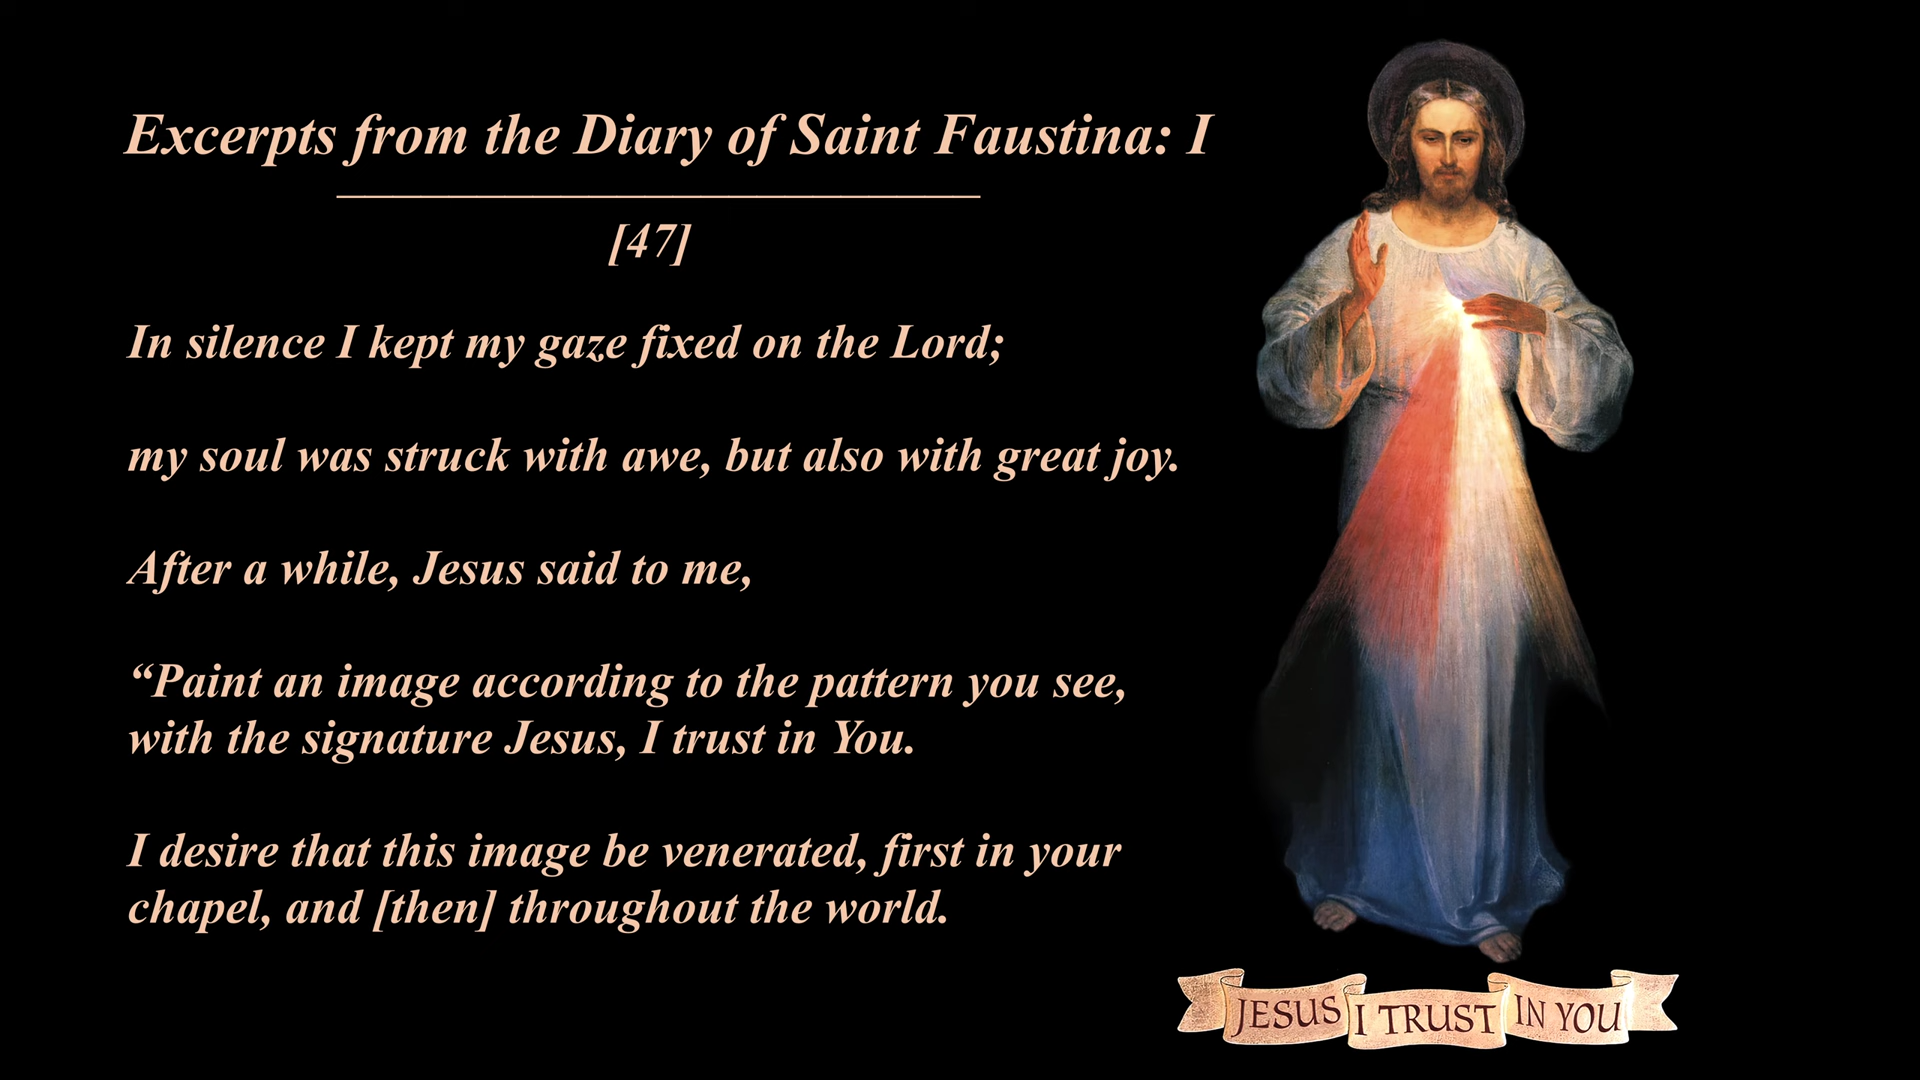 Excerpts from the Diary of Saint Faustina: I
[47]
In silence I kept my gaze fixed on the Lord;
my soul was struck with awe, but also with great joy.
After a while, Jesus said to me,
“Paint an image according to the pattern you see,
with the signature Jesus, I trust in You.
I desire that this image be venerated, first in your
chapel, and [then] throughout the world.
JESUS I TRUST IN YOU